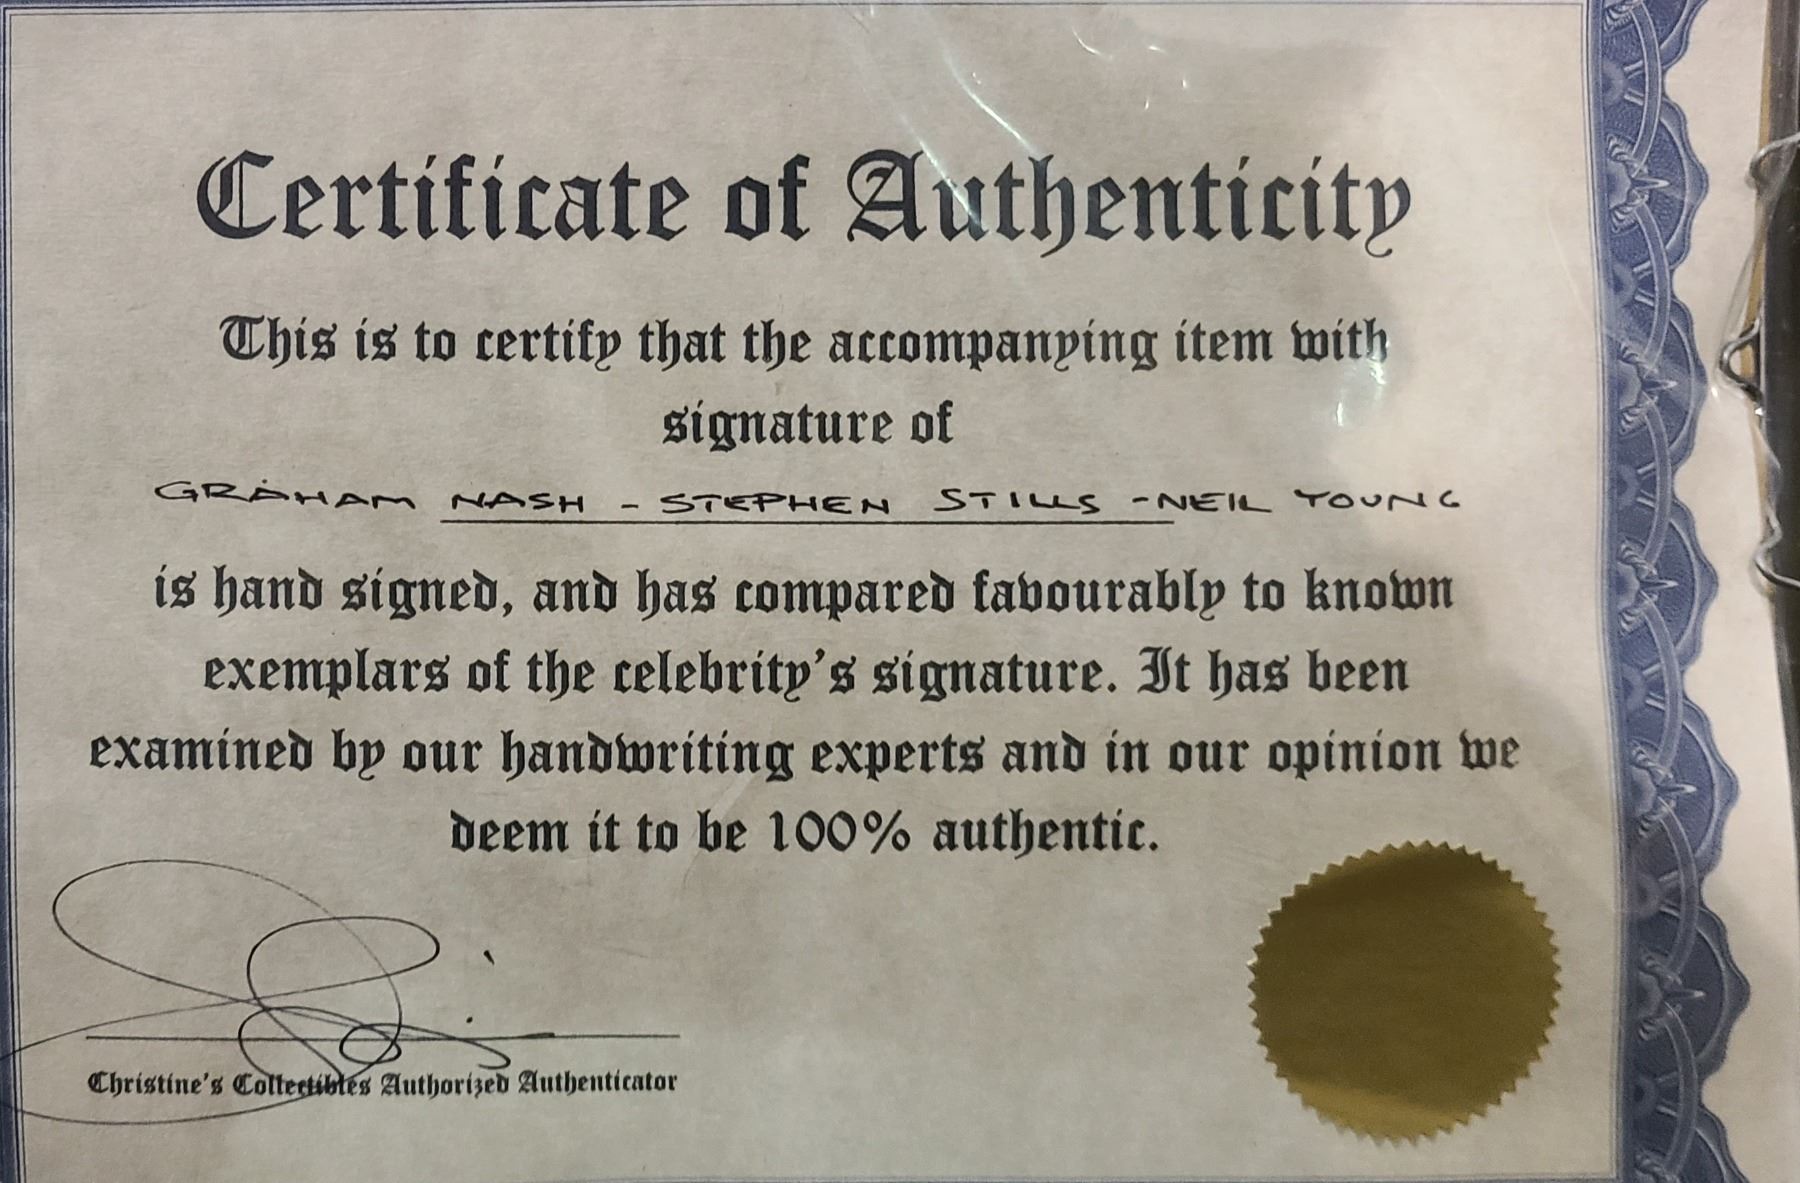 Certificate of Authenticity
This is to certify that the accompanying item with
signature of
GRAHAM NASH - STEPHEN STILLS - NEIL YOUNG
is hand signed, and has compared favourably to known
exemplars of the celebrity's signature. It has been
examined by our handwriting experts and in our opinion we
deem it to be 100% authentic.
Christine's Collectibles Authorized Authenticator